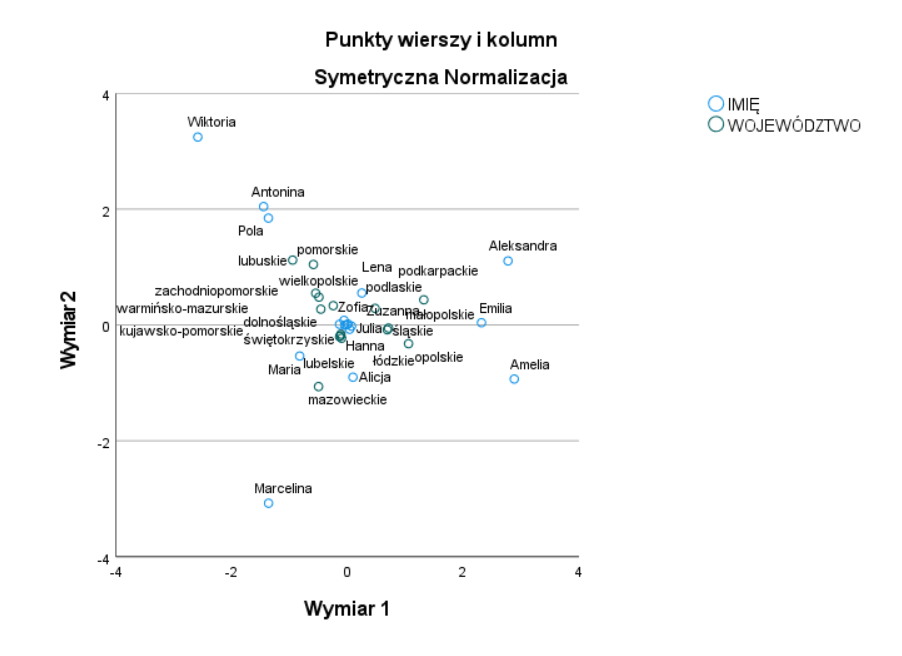 Punkty wierszy i kolumn
Symetryczna Normalizacja
IMIĘ
WOJEWÓDZTWO
4
Wiktoria
Antonina
2
Pola
Aleksandra
pomorskie
lubuskie
Lena
podkarpackie
wielkopolskie
podlaskie
zachodniopomorskie
warmińsko-mazurskie
Zofia
Zuzanna
małopolskie
Emilia
dolnośląskie
0
kujawsko-pomorskie
Julia
śląskie
świętokrzyskie
Hanna
łódzkie
opolskie
Maria
lubelskie
Amelia
Alicja
mazowieckie
-2
Marcelina
-4
-4
-2
0
2
4
Wymiar 2
Wymiar 1